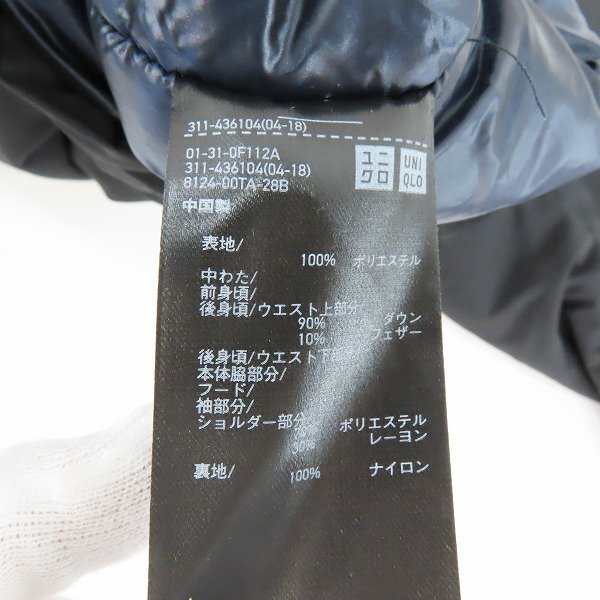 311-436104(04-18)
01-31-0F112A
311-436104(04-18)
8124-00TA-28B
ユニ
クロ
UNI
QLO
中国製
表地/
100% ポリエステル
中わた/
前身頃/
後身頃/ウエスト上部分/
90% ダウン
10% フェザー
後身頃/ウエスト下部
本体脇部分/
フード/
袖部分/
ショルダー部分/ ポリエステル
30% レーヨン
裏地/ 100% ナイロン